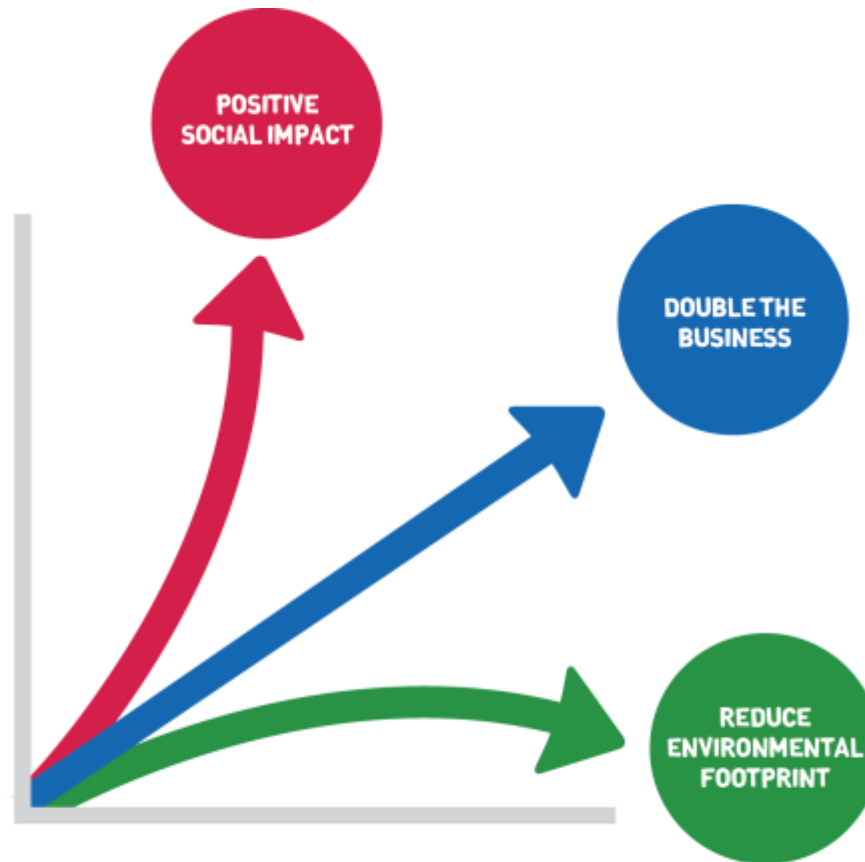 POSITIVE
SOCIAL IMPACT
DOUBLE THE
BUSINESS
REDUCE
ENVIRONMENTAL
FOOTPRINT